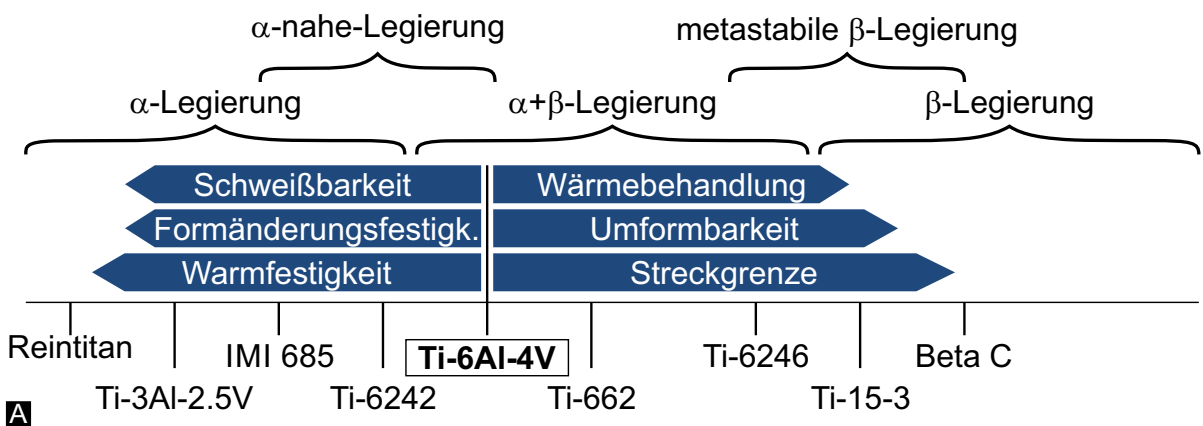 α-nahe-Legierung metastabile β-Legierung
α-Legierung α+β-Legierung β-Legierung
Schweißbarkeit Wärmebehandlung
Formänderungsfestigk. Umformbarkeit
Warmfestigkeit Streckgrenze
Reintitan IMI 685 Ti-6Al-4V Ti-6246 Beta C
Ti-3Al-2.5V Ti-6242 Ti-662 Ti-15-3
A